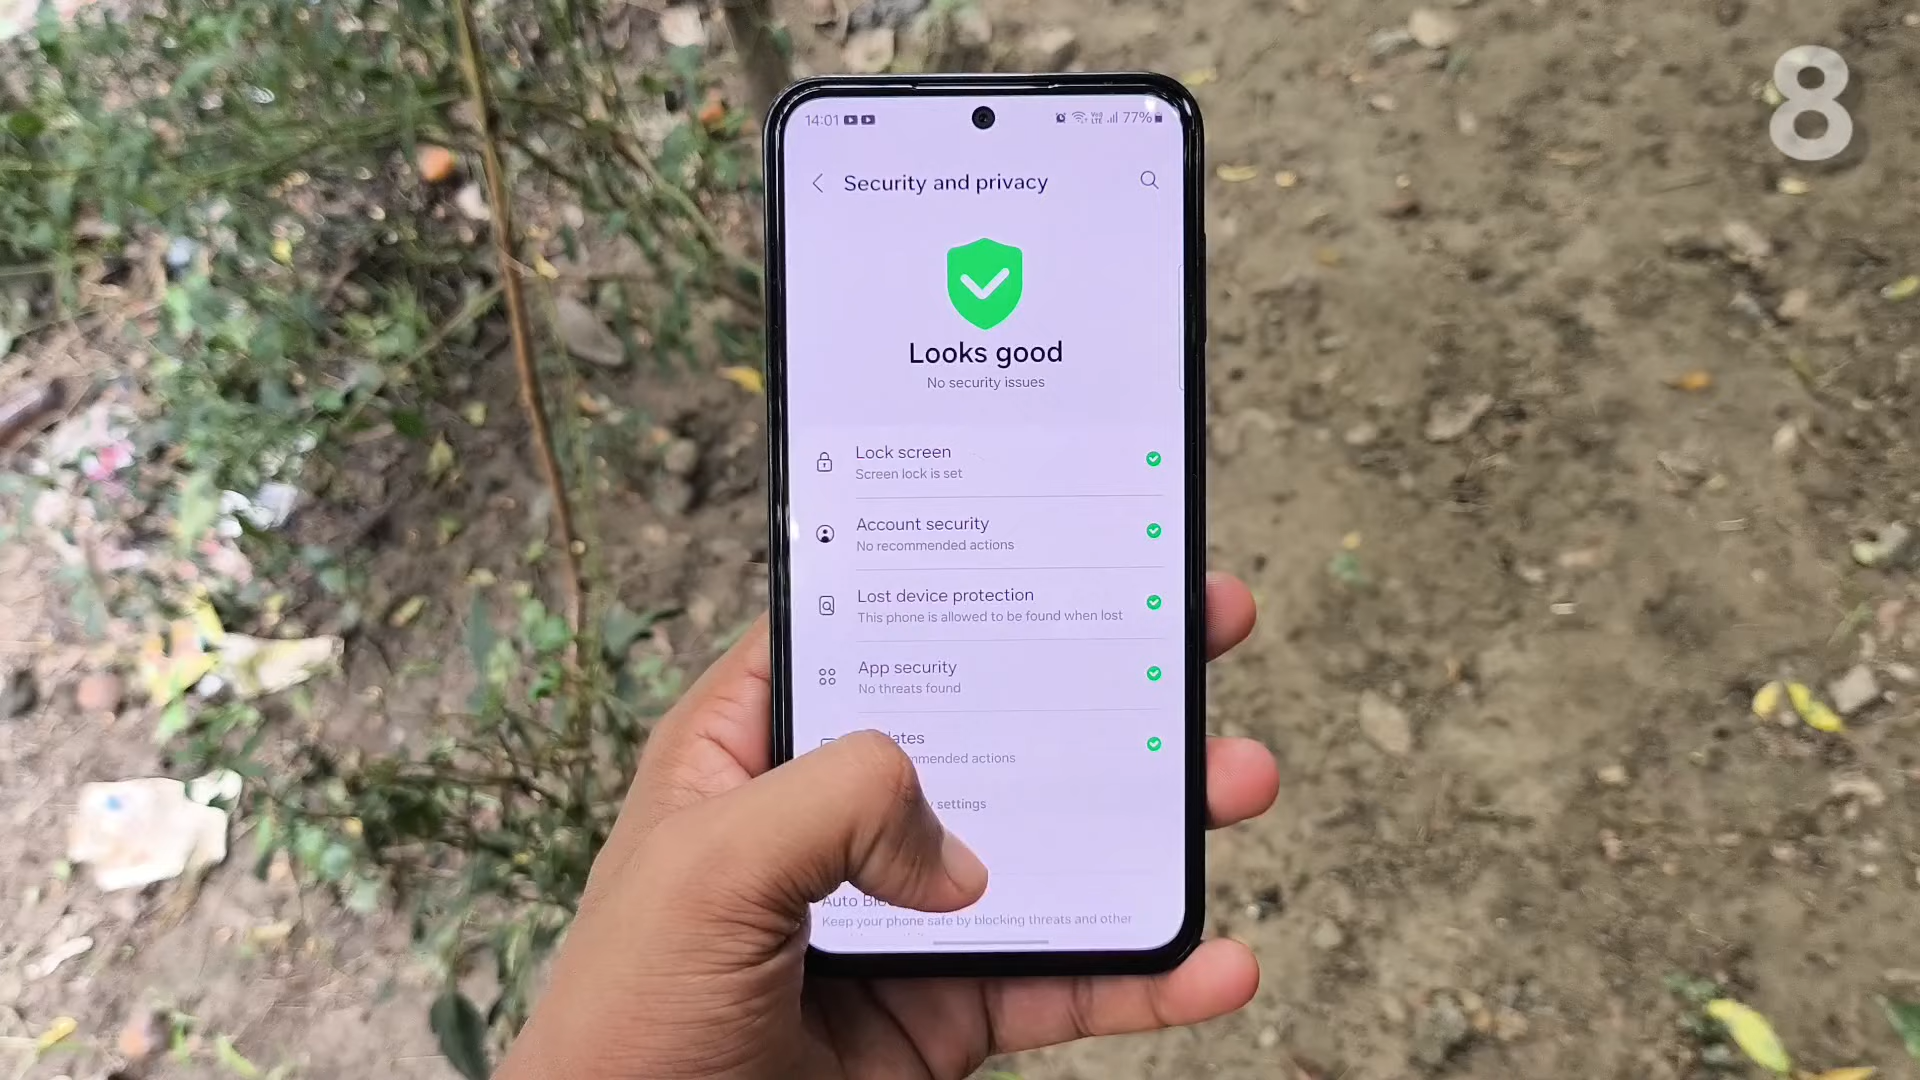 8
14:01 77%
Security and privacy
Looks good
No security issues
Lock screen
Screen lock is set
Account security
No recommended actions
Lost device protection
This phone is allowed to be found when lost
App security
No threats found
settings
Auto
Keep your phone safe by blocking threats and other